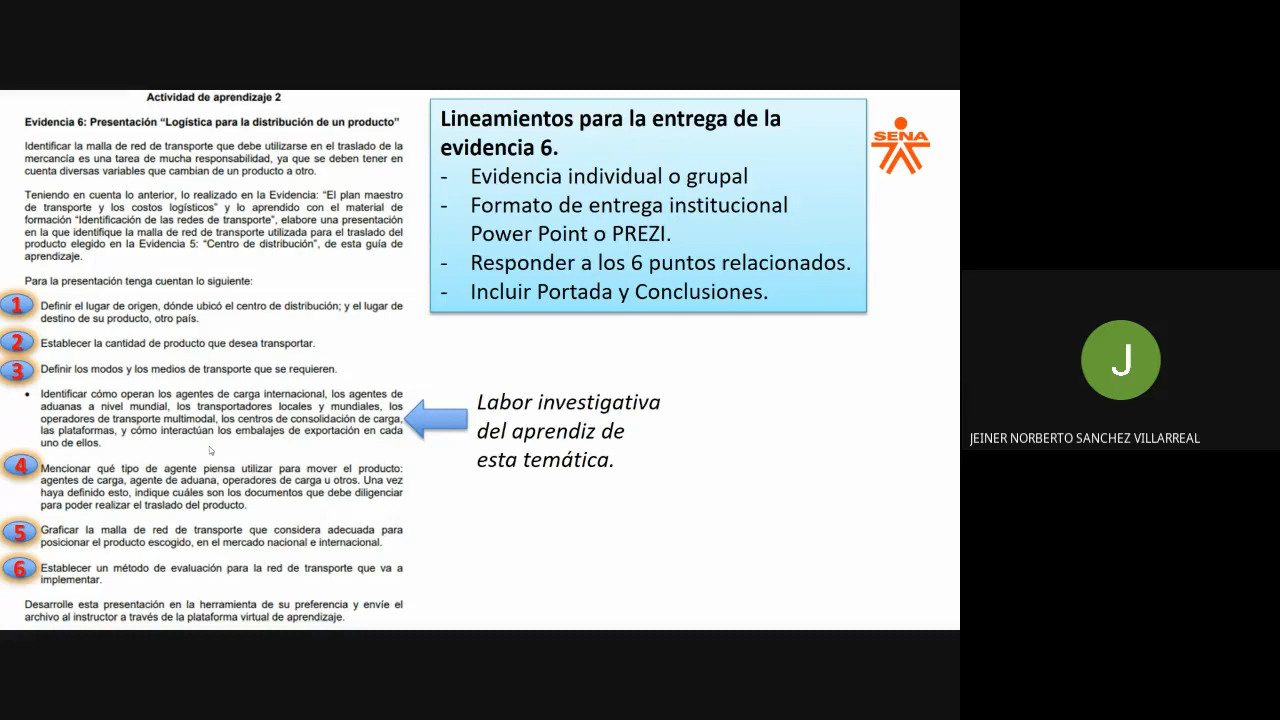 Actividad de aprendizaje 2
Evidencia 6: Presentación “Logística para la distribución de un producto”
Identificar la malla de red de transporte que debe utilizarse en el traslado de la
mercancía es una tarea de mucha responsabilidad, ya que se deben tener en
cuenta diversas variables que cambian de un producto a otro.
Teniendo en cuenta lo anterior, lo realizado en la Evidencia: “El plan maestro
de transporte y los costos logísticos” y lo aprendido con el material de
formación “Identificación de las redes de transporte”, elabore una presentación
en la que identifique la malla de red de transporte utilizada para el traslado del
producto elegido en la Evidencia 5: “Centro de distribución”, de esta guía de
aprendizaje.
Para la presentación tenga cuentan lo siguiente:
1 Definir el lugar de origen, dónde ubicó el centro de distribución; y el lugar de
destino de su producto, otro país.
2 Establecer la cantidad de producto que desea transportar.
3 Definir los modos y los medios de transporte que se requieren.
• Identificar cómo operan los agentes de carga internacional, los agentes de
aduanas a nivel mundial, los transportadores locales y mundiales, los
operadores de transporte multimodal, los centros de consolidación de carga,
las plataformas, y cómo interactúan los embalajes de exportación en cada
uno de ellos.
4 Mencionar qué tipo de agente piensa utilizar para mover el producto:
agentes de carga, agente de aduana, operadores de carga u otros. Una vez
haya definido esto, indique cuáles son los documentos que debe diligenciar
para poder realizar el traslado del producto.
5 Graficar la malla de red de transporte que considera adecuada para
posicionar el producto escogido, en el mercado nacional e internacional.
6 Establecer un método de evaluación para la red de transporte que va a
implementar.
Desarrolle esta presentación en la herramienta de su preferencia y envíe el
archivo al instructor a través de la plataforma virtual de aprendizaje.
Lineamientos para la entrega de la
evidencia 6.
- Evidencia individual o grupal
- Formato de entrega institucional
Power Point o PREZI.
- Responder a los 6 puntos relacionados.
- Incluir Portada y Conclusiones.
SENA
Labor investigativa
del aprendiz de
esta temática.
J
JEINER NORBERTO SANCHEZ VILLARREAL